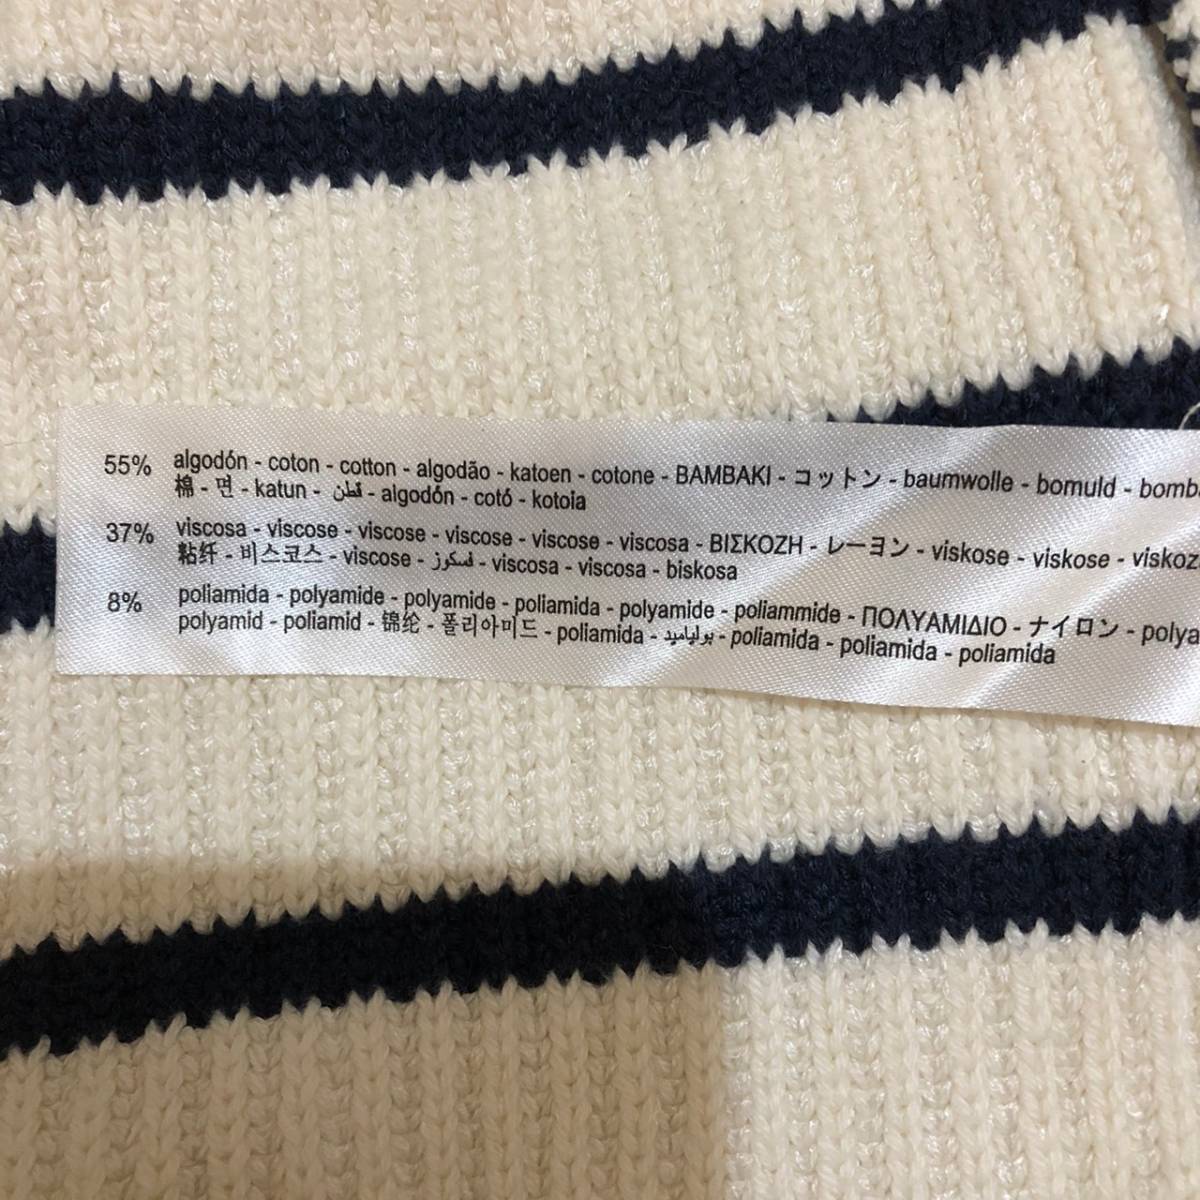 55% algodón - coton - cotton - algodão - katoen - cotone - BAMBAKI - コットン - baumwolle - bomuld - bomb
棉 - 면 - katun - قطن - algodón - cotó - kotoia
37% viscosa - viscose - viscose - viscose - viscose - viscosa - ΒΙΣΚΟΖΗ - レーヨン - viskose - viskose - viskoz
粘纤 - 비스코스 - viscose - فسكوز - viscosa - viscosa - biskosa
8% poliamida - polyamide - polyamide - poliamida - polyamide - poliammide - ΠΟΛΥΑΜΙΔΙΟ - ナイロン - polya
polyamid - poliamid - 锦纶 - 폴리아미드 - poliamida - بوليأميد - poliamida - poliamida - poliamida